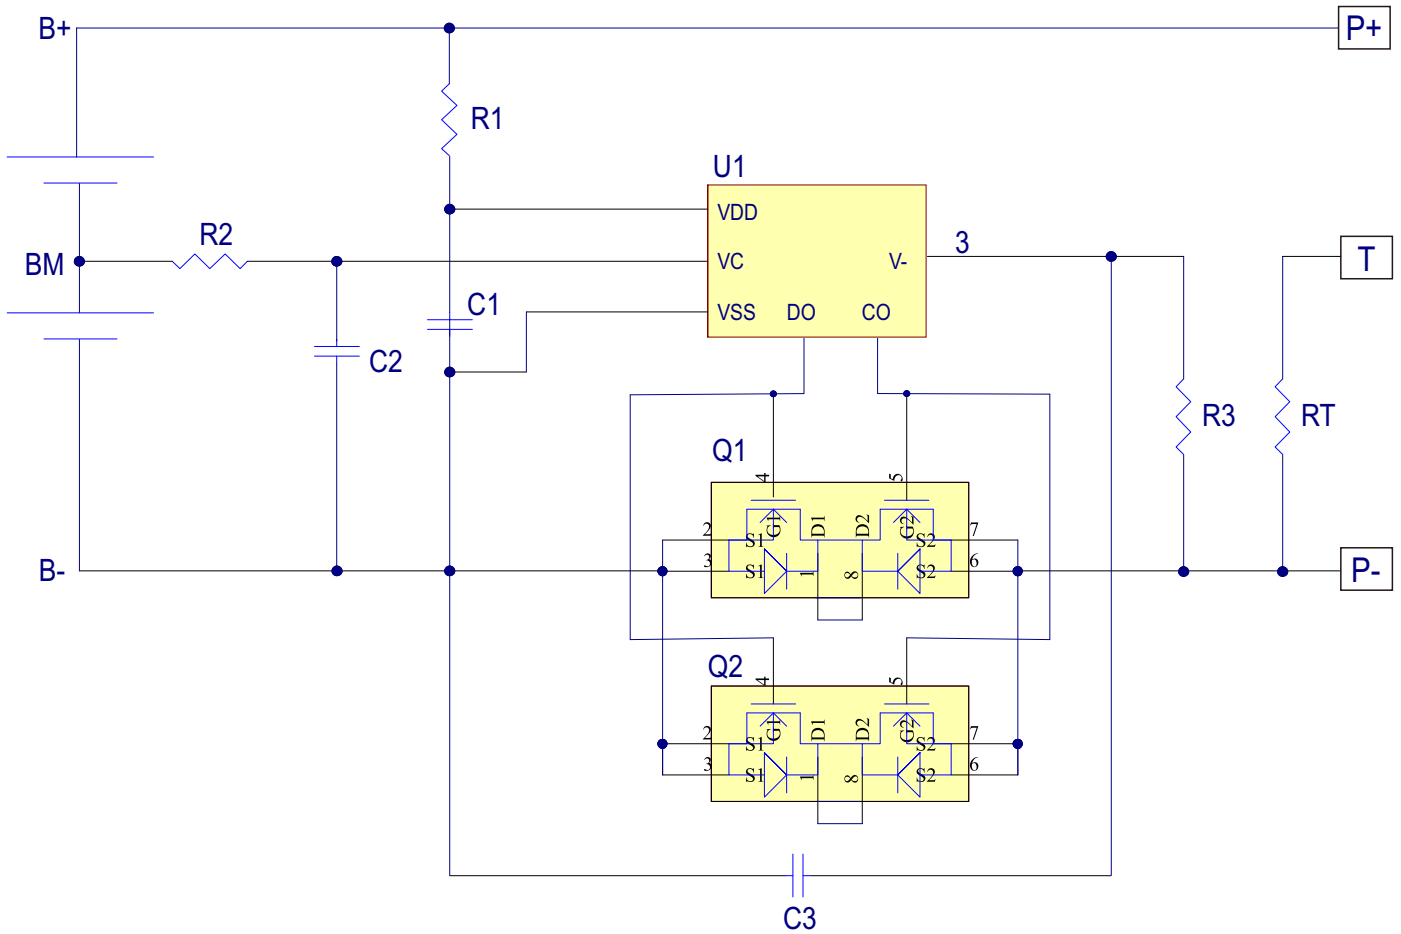 B+
P+
R1
U1
VDD
R2
3
BM
VC
V-
T
C1
VSS
DO
CO
C2
R3
RT
Q1
4
5
G1
D1
D2
G2
2
S1
S2
7
3
S1
1
8
S2
6
B-
P-
Q2
4
5
G1
D1
D2
G2
2
S1
S2
7
3
S1
1
8
S2
6
C3